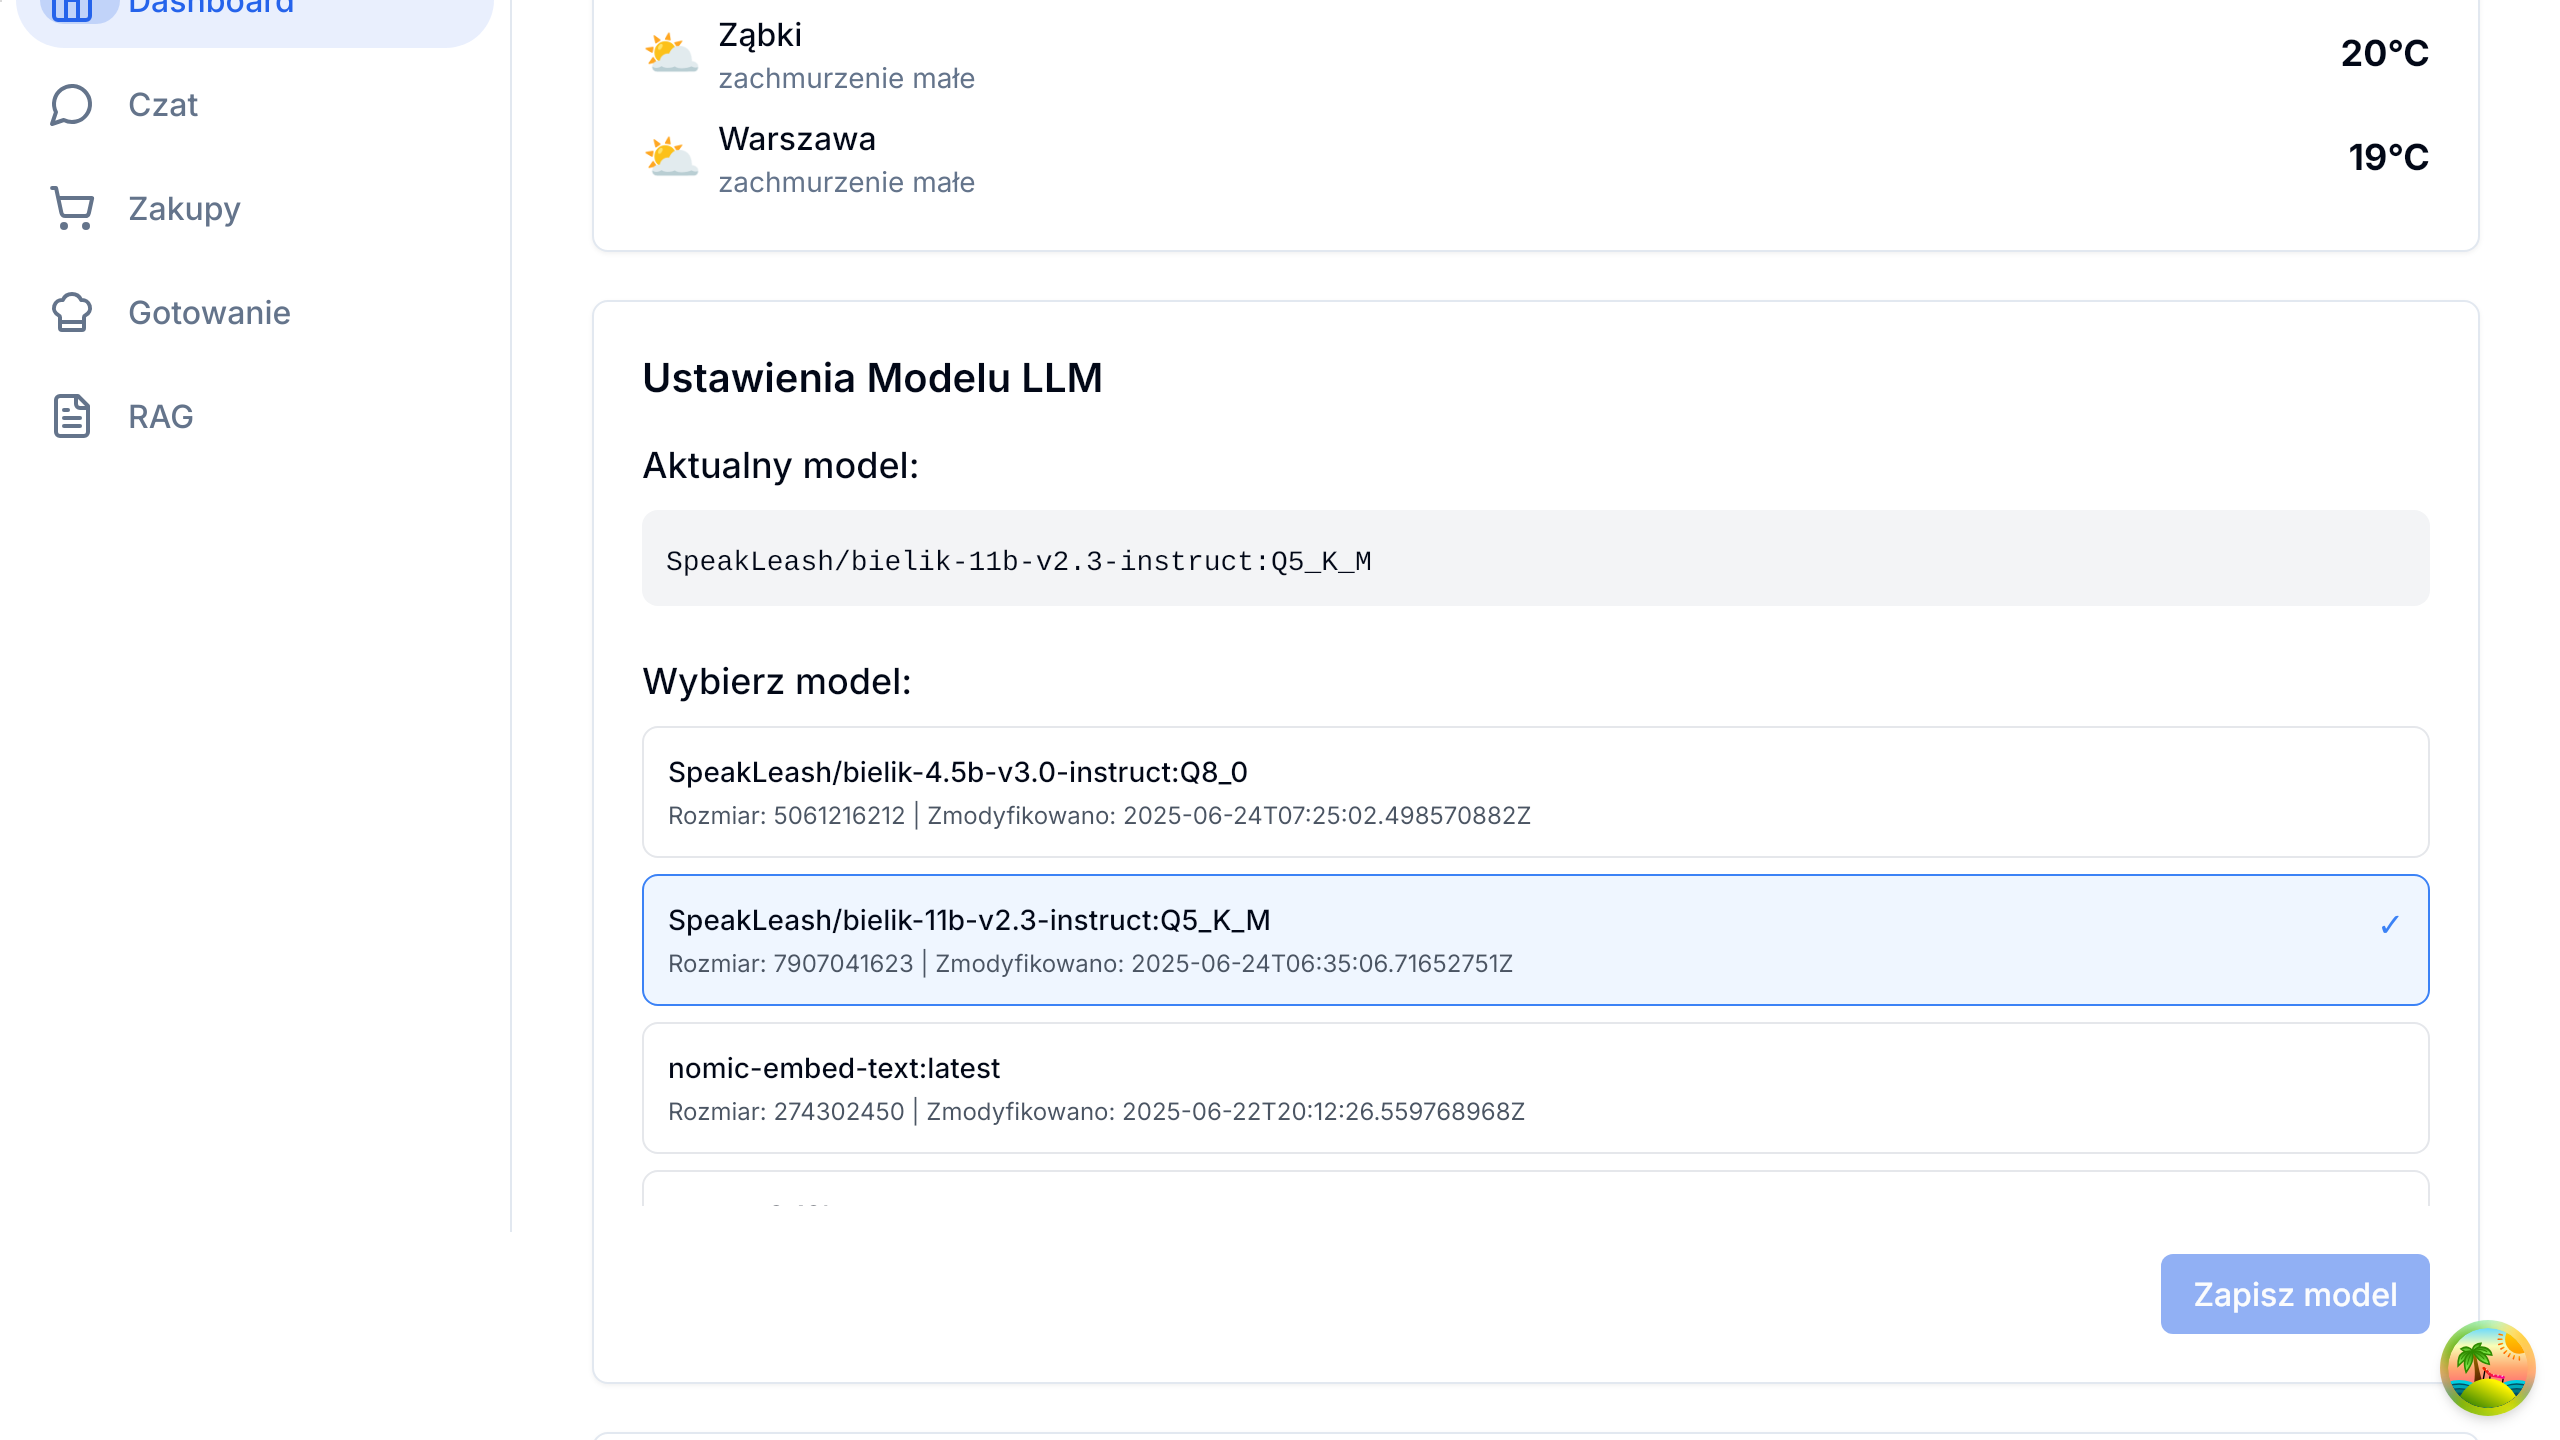 Dashboard
Czat
Zakupy
Gotowanie
RAG
Ząbki
zachmurzenie małe
20°C
Warszawa
zachmurzenie małe
19°C
Ustawienia Modelu LLM
Aktualny model:
SpeakLeash/bielik-11b-v2.3-instruct:Q5_K_M
Wybierz model:
SpeakLeash/bielik-4.5b-v3.0-instruct:Q8_0
Rozmiar: 5061216212 | Zmodyfikowano: 2025-06-24T07:25:02.498570882Z
SpeakLeash/bielik-11b-v2.3-instruct:Q5_K_M
✓
Rozmiar: 7907041623 | Zmodyfikowano: 2025-06-24T06:35:06.71652751Z
nomic-embed-text:latest
Rozmiar: 274302450 | Zmodyfikowano: 2025-06-22T20:12:26.559768968Z
Zapisz model